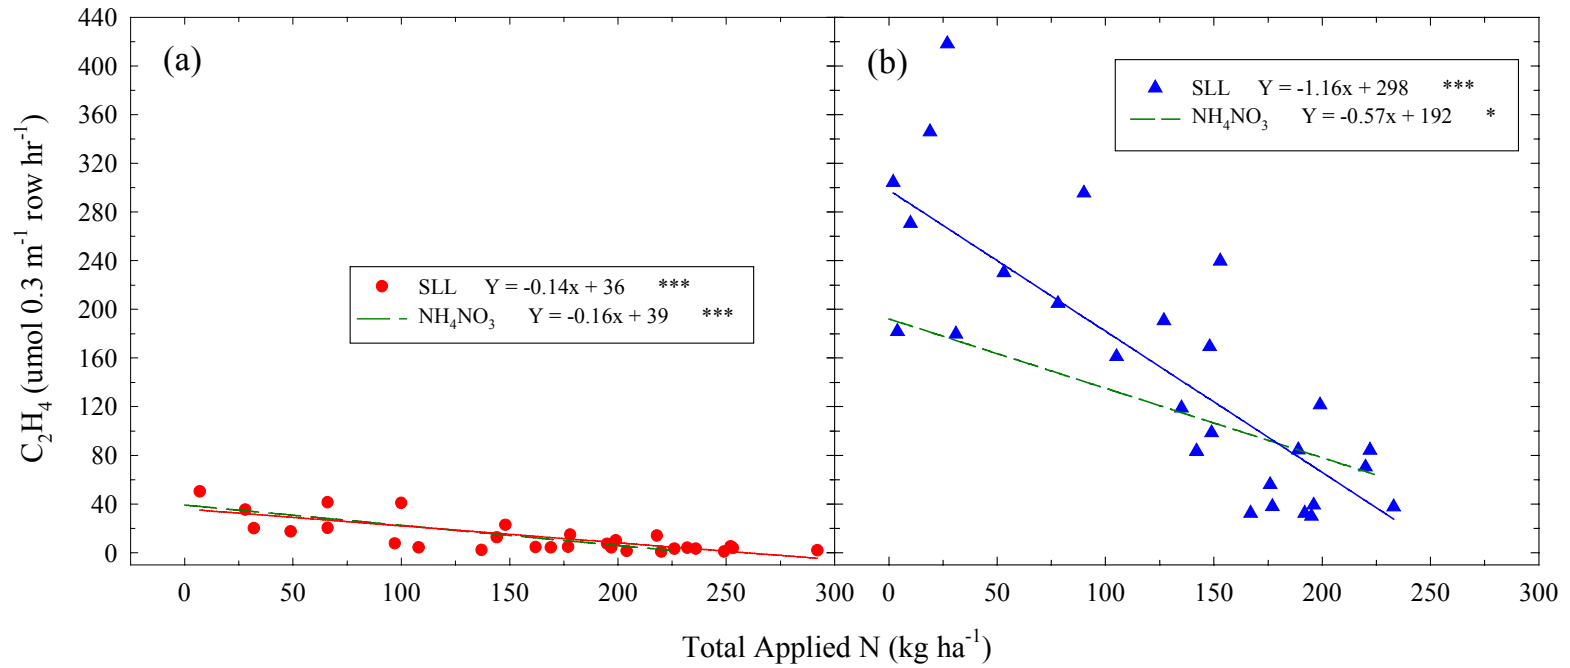 440
400
360
320
280
240
200
160
120
80
40
0
C₂H₄ (umol 0.3 m⁻¹ row hr⁻¹)
(a)
SLL Y = -0.14x + 36 ***
NH₄NO₃ Y = -0.16x + 39 ***
(b)
SLL Y = -1.16x + 298 ***
NH₄NO₃ Y = -0.57x + 192 *
0 50 100 150 200 250 300 0 50 100 150 200 250 300
Total Applied N (kg ha⁻¹)